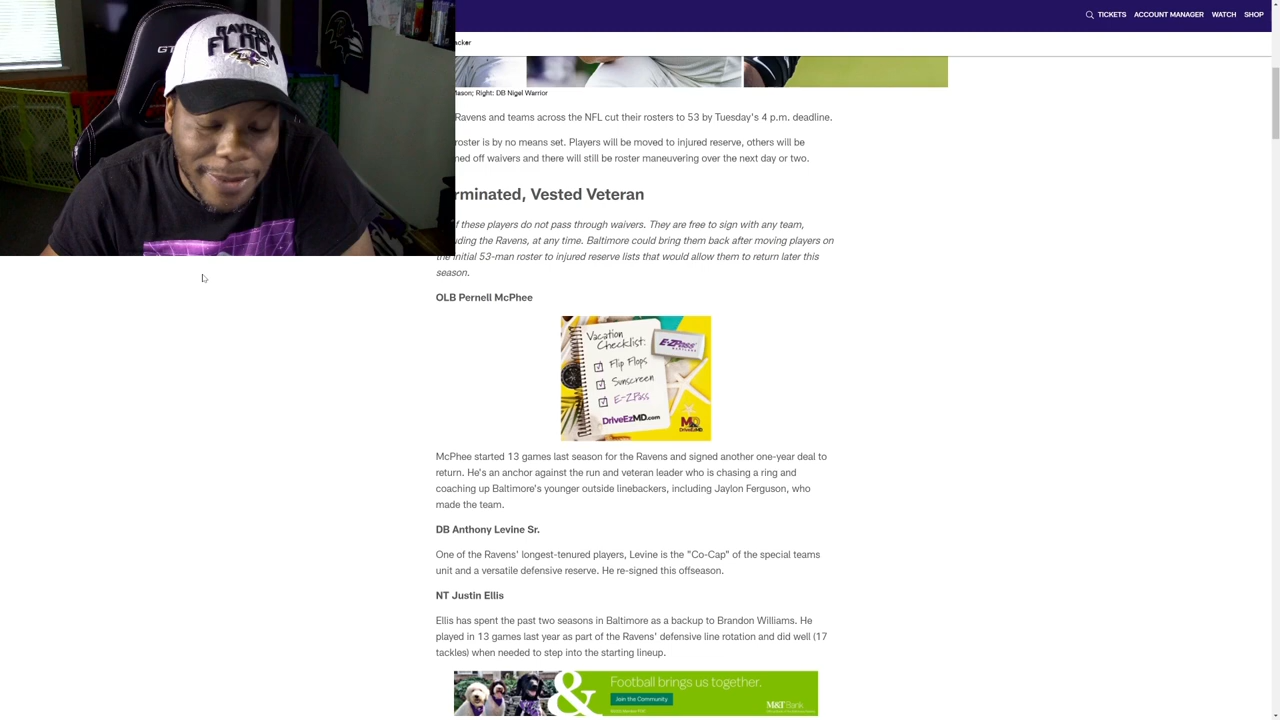 TICKETS ACCOUNT MANAGER WATCH SHOP
acker
RAVENS
FLOCK
GT
Mason; Right: DB Nigel Warrior
Ravens and teams across the NFL cut their rosters to 53 by Tuesday's 4 p.m. deadline.
roster is by no means set. Players will be moved to injured reserve, others will be
med off waivers and there will still be roster maneuvering over the next day or two.
rminated, Vested Veteran
f these players do not pass through waivers. They are free to sign with any team,
uding the Ravens, at any time. Baltimore could bring them back after moving players on
the initial 53-man roster to injured reserve lists that would allow them to return later this
season.
OLB Pernell McPhee
Vacation
Checklist:
Flip Flops
Sunscreen
E-ZPass
E-ZPass
MARYLAND
DriveEzMD.com
MD
DRIVEEZMD
McPhee started 13 games last season for the Ravens and signed another one-year deal to
return. He's an anchor against the run and veteran leader who is chasing a ring and
coaching up Baltimore's younger outside linebackers, including Jaylon Ferguson, who
made the team.
DB Anthony Levine Sr.
One of the Ravens' longest-tenured players, Levine is the "Co-Cap" of the special teams
unit and a versatile defensive reserve. He re-signed this offseason.
NT Justin Ellis
Ellis has spent the past two seasons in Baltimore as a backup to Brandon Williams. He
played in 13 games last year as part of the Ravens' defensive line rotation and did well (17
tackles) when needed to step into the starting lineup.
&
Football brings us together.
Join the Community
M&T Bank